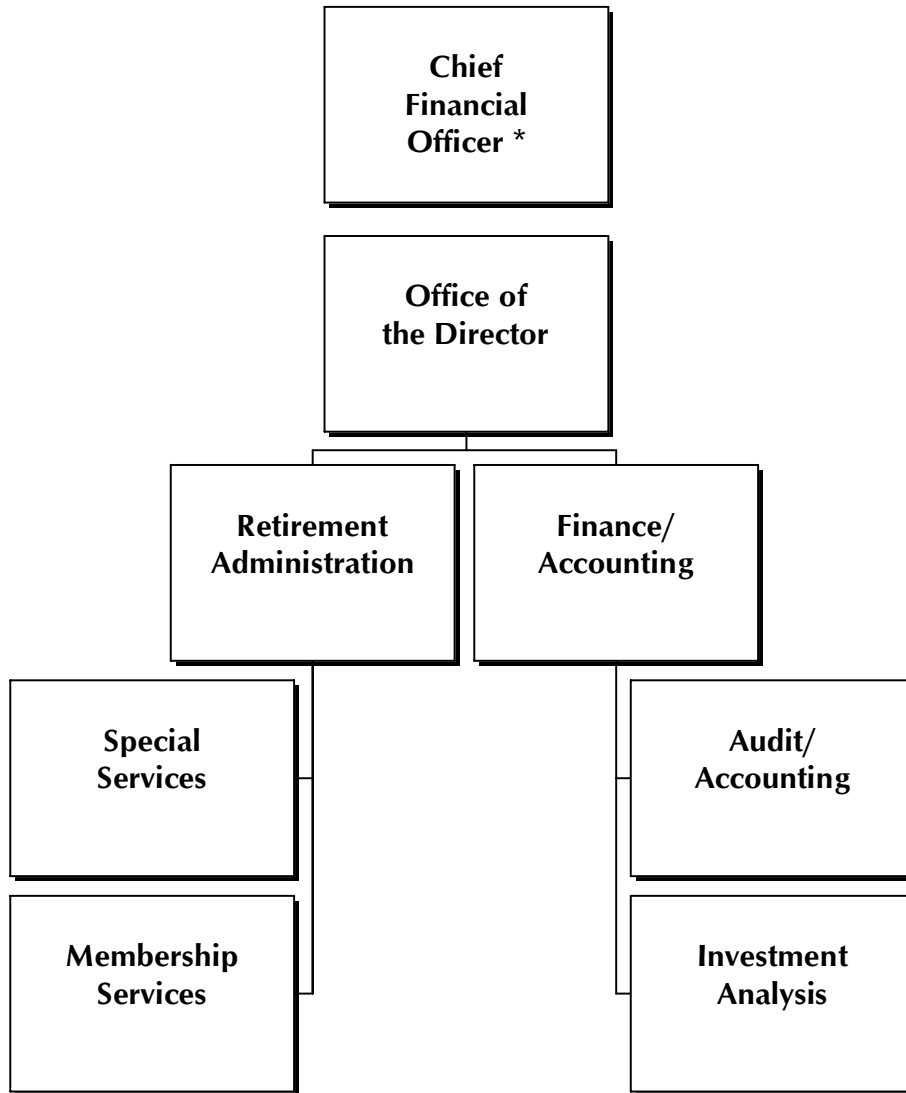 Chief
Financial
Officer *
Office of
the Director
Retirement
Administration
Finance/
Accounting
Special
Services
Audit/
Accounting
Membership
Services
Investment
Analysis